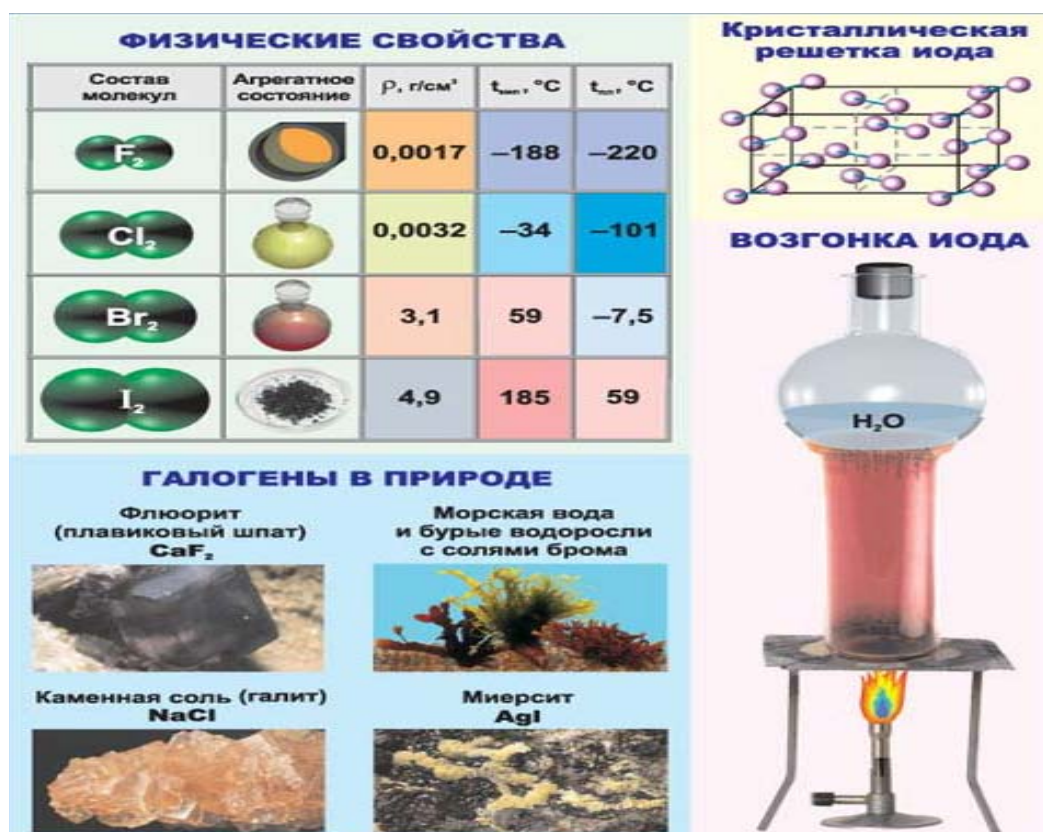 ФИЗИЧЕСКИЕ СВОЙСТВА
Состав молекул
Агрегатное состояние
ρ, г/см³
tкип, °C
tпл, °C
F₂
0,0017
–188
–220
Cl₂
0,0032
–34
–101
Br₂
3,1
59
–7,5
I₂
4,9
185
59
Кристаллическая
решетка иода
ВОЗГОНКА ИОДА
H₂O
ГАЛОГЕНЫ В ПРИРОДЕ
Флюорит
(плавиковый шпат)
CaF₂
Морская вода
и бурые водоросли
с солями брома
Каменная соль (галит)
NaCl
Миерсит
AgI